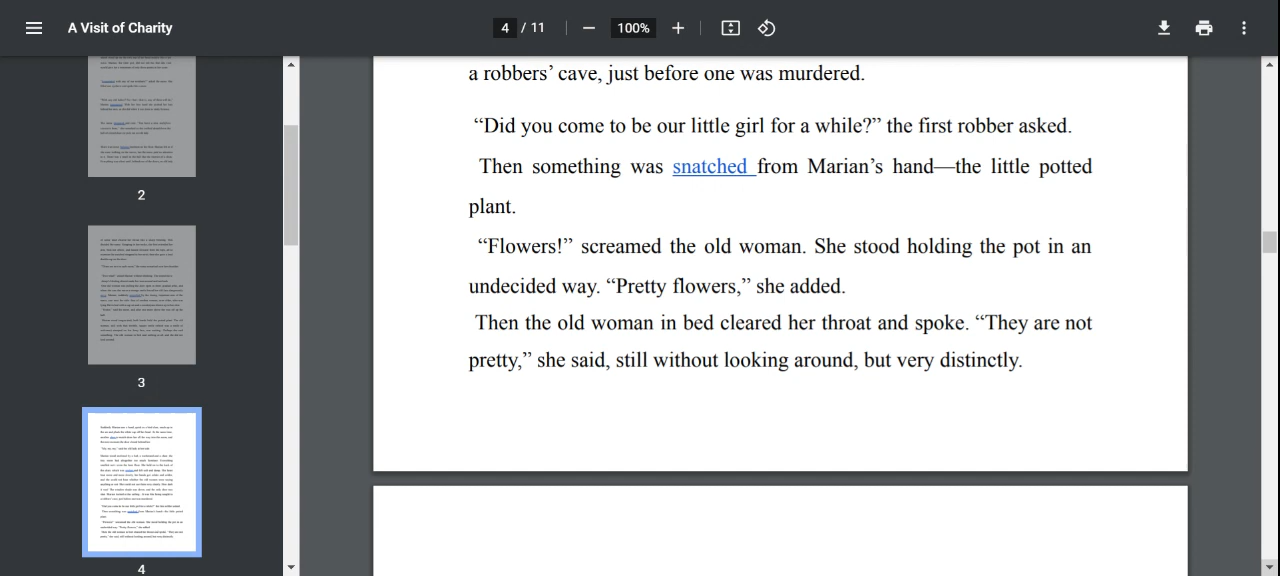 A Visit of Charity
4 / 11
100%
a robbers’ cave, just before one was murdered.
“Did you come to be our little girl for a while?” the first robber asked.
Then something was snatched from Marian’s hand—the little potted
plant.
“Flowers!” screamed the old woman. She stood holding the pot in an
undecided way. “Pretty flowers,” she added.
Then the old woman in bed cleared her throat and spoke. “They are not
pretty,” she said, still without looking around, but very distinctly.
2
3
4